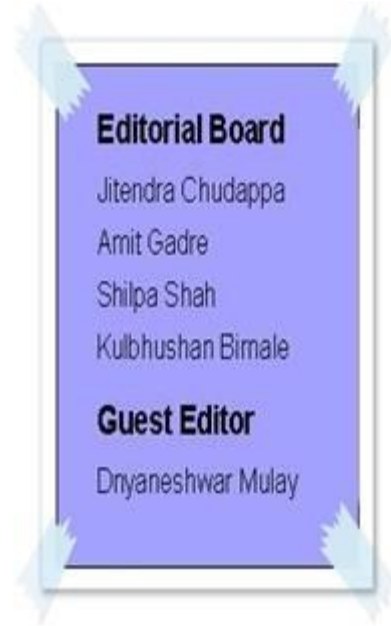 Editorial Board
Jitendra Chudappa
Amit Gadre
Shilpa Shah
Kulbhushan Birnale
Guest Editor
Dnyaneshwar Mulay